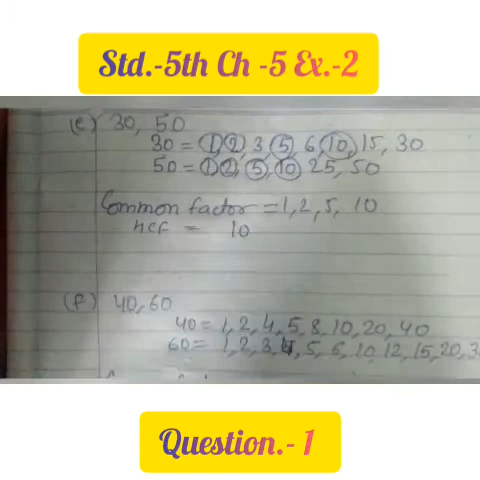 Std.-5th Ch -5 Ex.-2
(e) 30, 50
30 = 1, 2, 3, 5, 6, 10, 15, 30
50 = 1, 2, 5, 10, 25, 50
Common factor = 1, 2, 5, 10
HCF = 10
(f) 40, 60
40 = 1, 2, 4, 5, 8, 10, 20, 40
60 = 1, 2, 3, 4, 5, 6, 10, 12, 15, 20,
Question.- 1